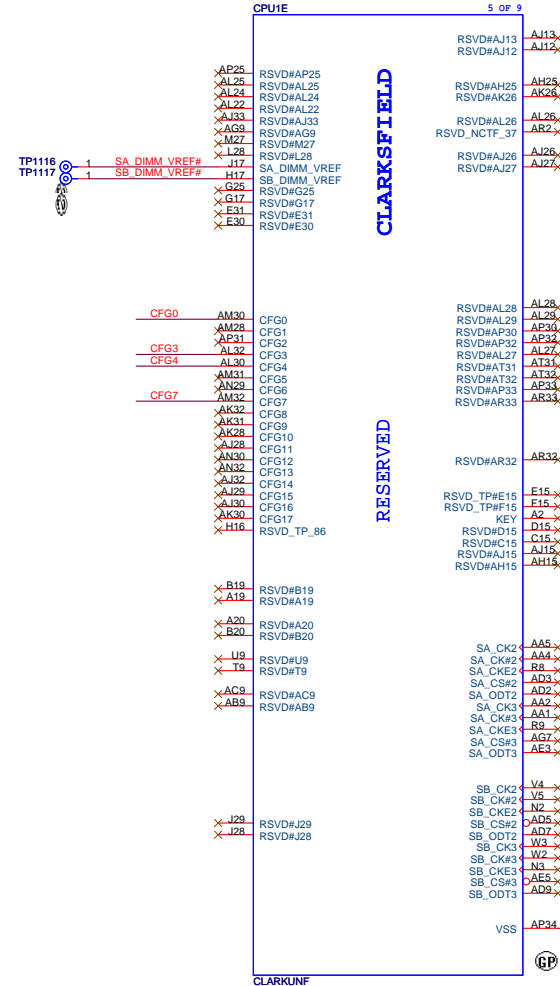 CPU1E 5 OF 9
CLARKSFIELD
RESERVED
AP25 RSVD#AP25
AL25 RSVD#AL25
AL24 RSVD#AL24
AL22 RSVD#AL22
AJ33 RSVD#AJ33
AG9 RSVD#AG9
M27 RSVD#M27
L28 RSVD#L28
TP1116 1 SA_DIMM_VREF# J17 SA_DIMM_VREF
TP1117 1 SB_DIMM_VREF# H17 SB_DIMM_VREF
G25 RSVD#G25
G17 RSVD#G17
E31 RSVD#E31
E30 RSVD#E30
CFG0 AM30 CFG0
AM28 CFG1
AP31 CFG2
CFG3 AL32 CFG3
CFG4 AL30 CFG4
AM31 CFG5
AN29 CFG6
CFG7 AM32 CFG7
AK32 CFG8
AK31 CFG9
AK28 CFG10
AJ28 CFG11
AN30 CFG12
AN32 CFG13
AJ32 CFG14
AJ29 CFG15
AJ30 CFG16
AK30 CFG17
H16 RSVD_TP_86
B19 RSVD#B19
A19 RSVD#A19
A20 RSVD#A20
B20 RSVD#B20
U9 RSVD#U9
T9 RSVD#T9
AC9 RSVD#AC9
AB9 RSVD#AB9
J29 RSVD#J29
J28 RSVD#J28
RSVD#AJ13 AJ13
RSVD#AJ12 AJ12
RSVD#AH25 AH25
RSVD#AK26 AK26
RSVD#AL26 AL26
RSVD_NCTF_37 AR2
RSVD#AJ26 AJ26
RSVD#AJ27 AJ27
RSVD#AL28 AL28
RSVD#AL29 AL29
RSVD#AP30 AP30
RSVD#AP32 AP32
RSVD#AL27 AL27
RSVD#AT31 AT31
RSVD#AT32 AT32
RSVD#AP33 AP33
RSVD#AR33 AR33
RSVD#AR32 AR32
RSVD_TP#E15 E15
RSVD_TP#F15 F15
KEY A2
RSVD#D15 D15
RSVD#C15 C15
RSVD#AJ15 AJ15
RSVD#AH15 AH15
SA_CK2 AA5
SA_CK#2 AA4
SA_CKE2 R8
SA_CS#2 AD3
SA_ODT2 AD2
SA_CK3 AA2
SA_CK#3 AA1
SA_CKE3 R9
SA_CS#3 AG7
SA_ODT3 AE3
SB_CK2 V4
SB_CK#2 V5
SB_CKE2 N2
SB_CS#2 AD5
SB_ODT2 AD7
SB_CK3 W3
SB_CK#3 W2
SB_CKE3 N3
SB_CS#3 AE5
SB_ODT3 AD9
VSS AP34
GP
CLARKUNF